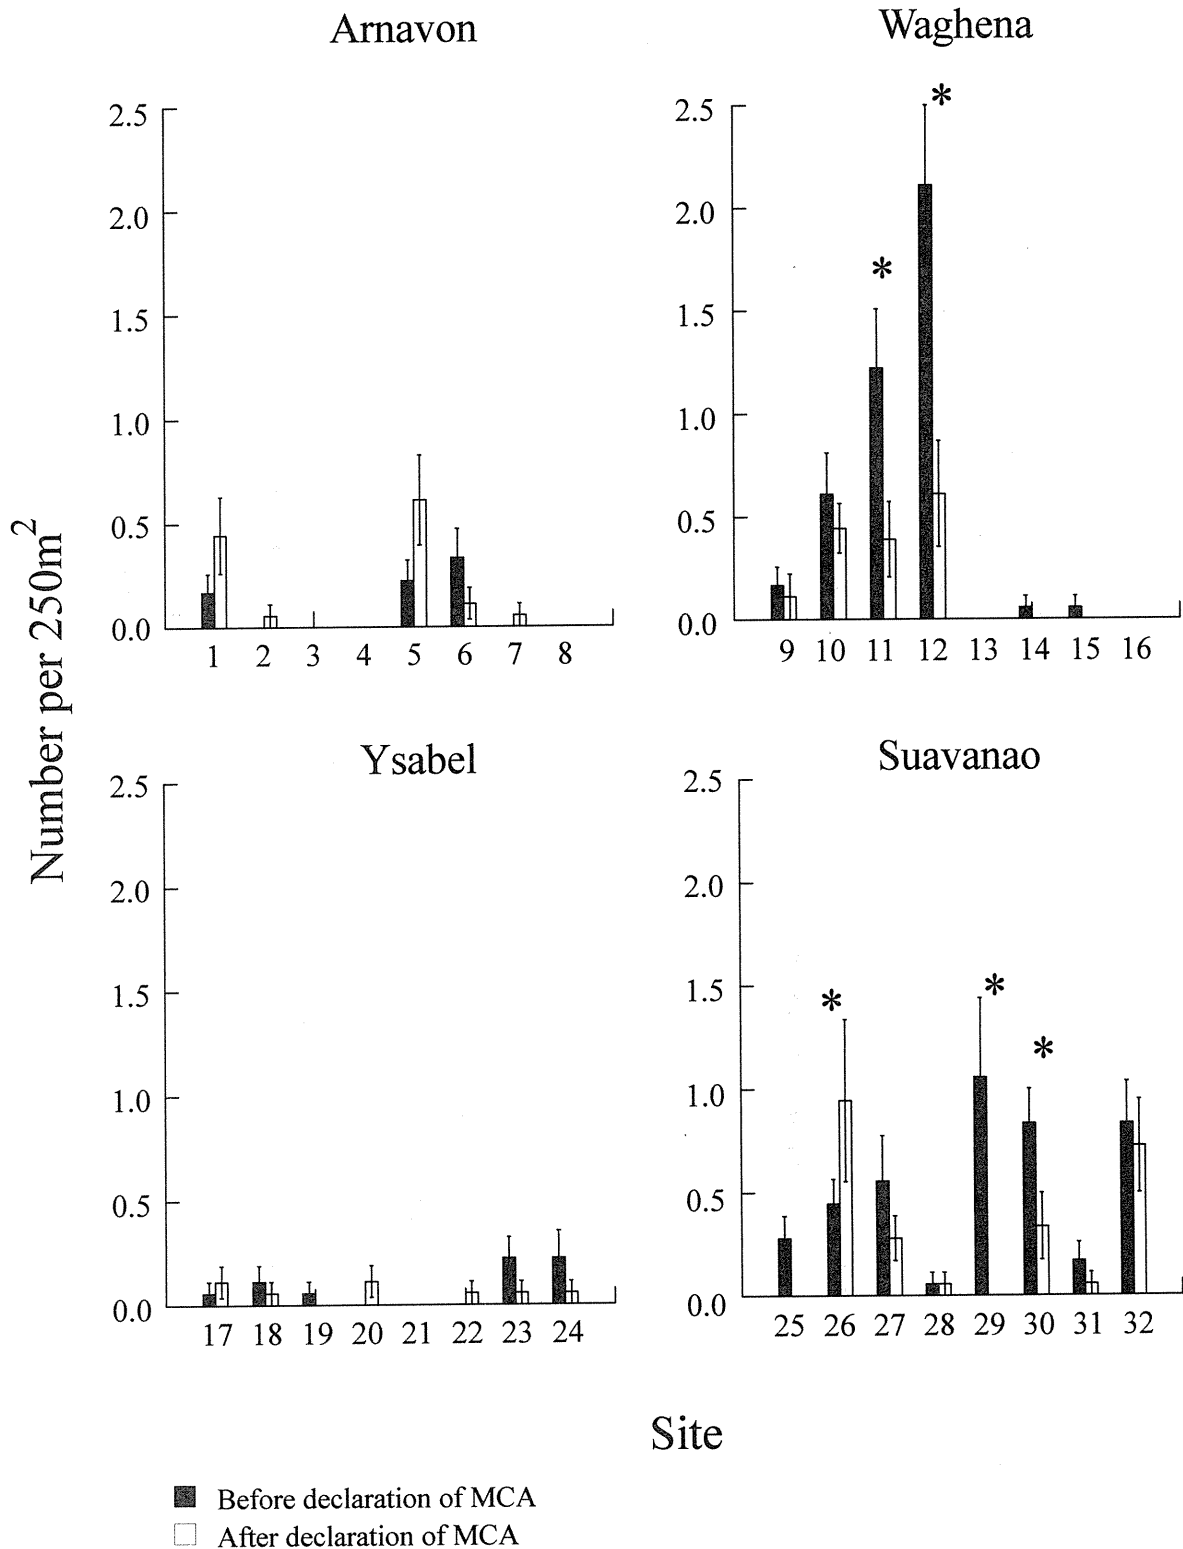 Arnavon
Waghena
2.5
2.0
1.5
1.0
0.5
0.0
1 2 3 4 5 6 7 8
2.5
*
2.0
*
1.5
1.0
0.5
0.0
9 10 11 12 13 14 15 16
Number per 250m²
Ysabel
Suavanao
2.5
2.0
1.5
1.0
0.5
0.0
17 18 19 20 21 22 23 24
2.5
2.0
1.5
* * *
1.0
0.5
0.0
25 26 27 28 29 30 31 32
Site
Before declaration of MCA
After declaration of MCA